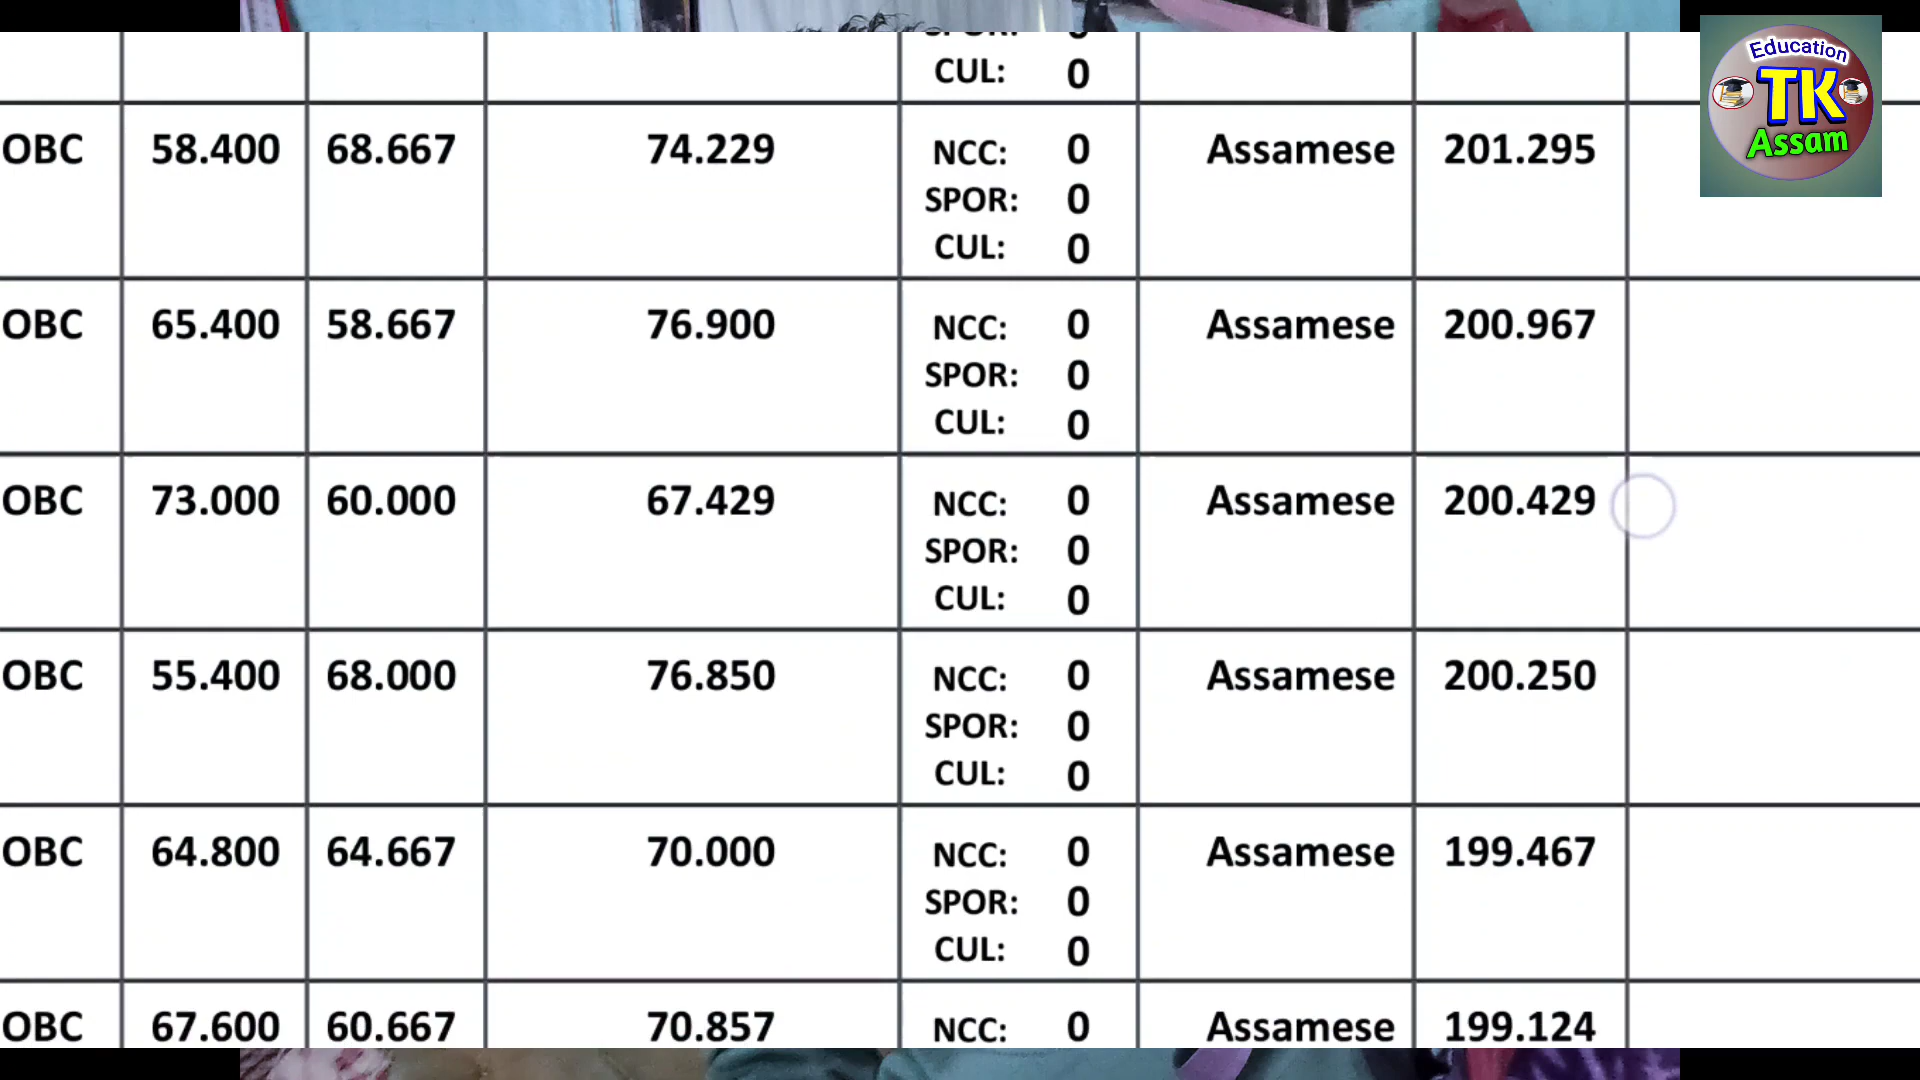 SPOR: 0
CUL: 0
OBC 58.400 68.667 74.229 NCC: 0 Assamese 201.295
SPOR: 0
CUL: 0
OBC 65.400 58.667 76.900 NCC: 0 Assamese 200.967
SPOR: 0
CUL: 0
OBC 73.000 60.000 67.429 NCC: 0 Assamese 200.429
SPOR: 0
CUL: 0
OBC 55.400 68.000 76.850 NCC: 0 Assamese 200.250
SPOR: 0
CUL: 0
OBC 64.800 64.667 70.000 NCC: 0 Assamese 199.467
SPOR: 0
CUL: 0
OBC 67.600 60.667 70.857 NCC: 0 Assamese 199.124
Education
TK
Assam